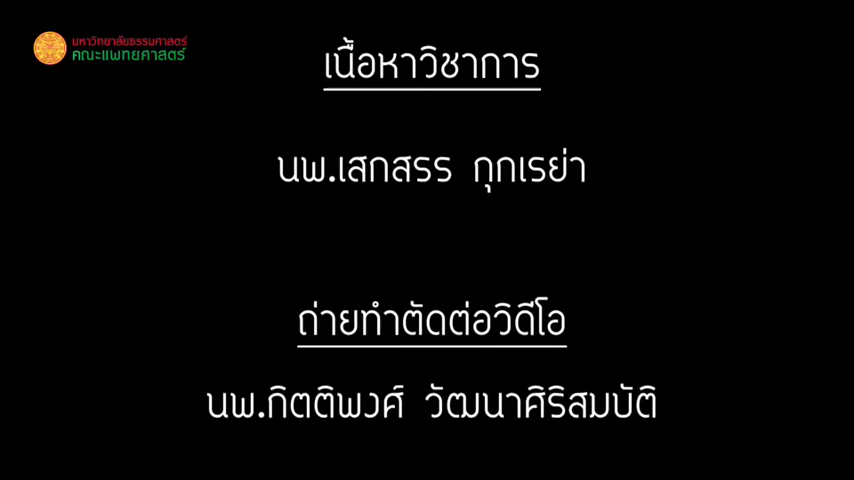 มหาวิทยาลัยธรรมศาสตร์
คณะแพทยศาสตร์
เนื้อหาวิชาการ
นพ.เสกสรร กุกเรย่า
ถ่ายทำตัดต่อวิดีโอ
นพ.กิตติพงศ์ วัฒนาศิริสมบัติ